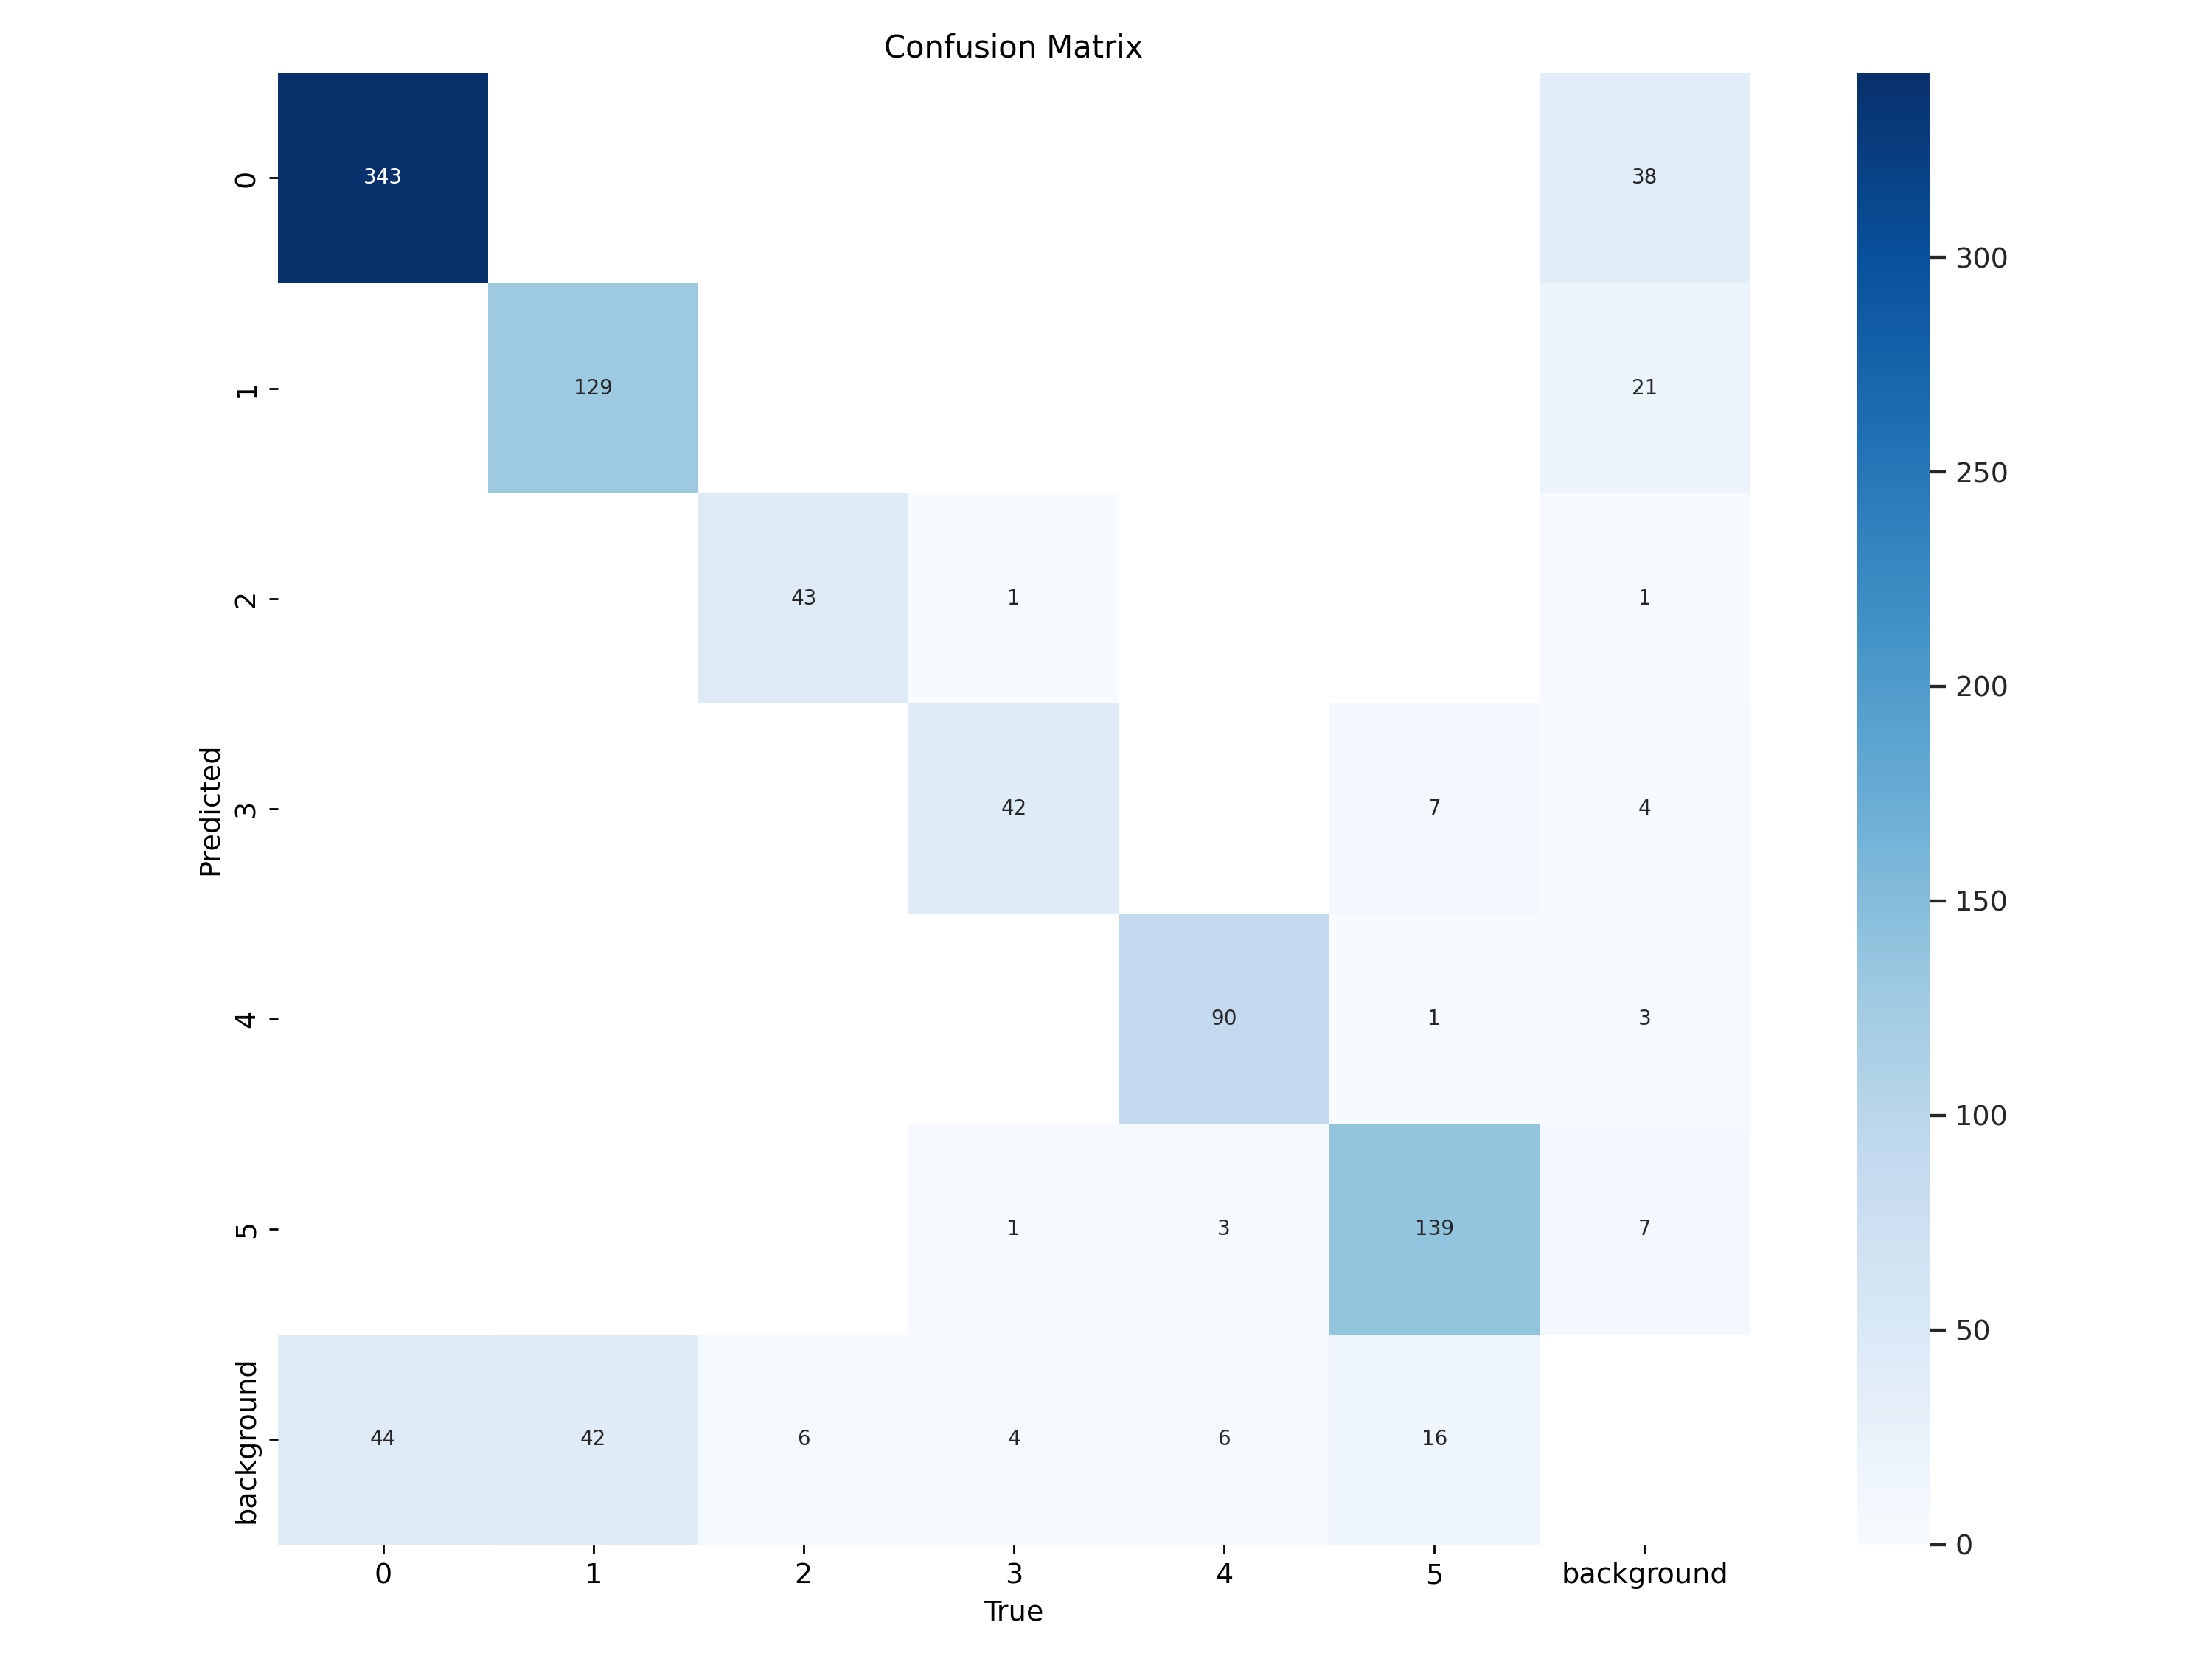 Confusion Matrix
0 343 38
1 129 21
2 43 1 1
3 42 7 4
4 90 1 3
5 1 3 139 7
background 44 42 6 4 6 16
0 1 2 3 4 5 background
True
Predicted
300
250
200
150
100
50
0